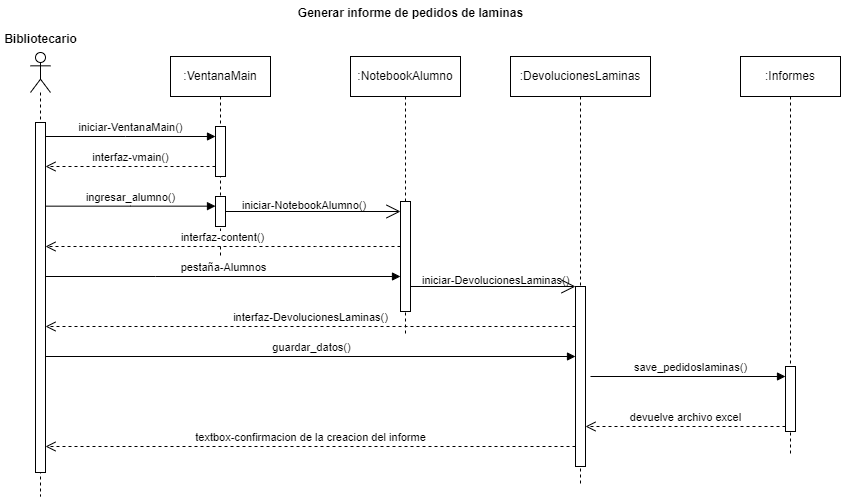 Generar informe de pedidos de laminas
Bibliotecario
:VentanaMain
:NotebookAlumno
:DevolucionesLaminas
:Informes
iniciar-VentanaMain()
interfaz-vmain()
ingresar_alumno()
iniciar-NotebookAlumno()
interfaz-content()
pestaña-Alumnos
iniciar-DevolucionesLaminas()
interfaz-DevolucionesLaminas()
guardar_datos()
save_pedidoslaminas()
devuelve archivo excel
textbox-confirmacion de la creacion del informe